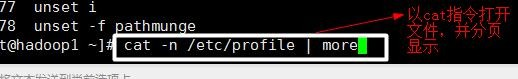 77  unset i
78  unset -f pathmunge
t@hadoop1 ~]# cat -n /etc/profile | more
以cat指令打开
文件，并分页
显示